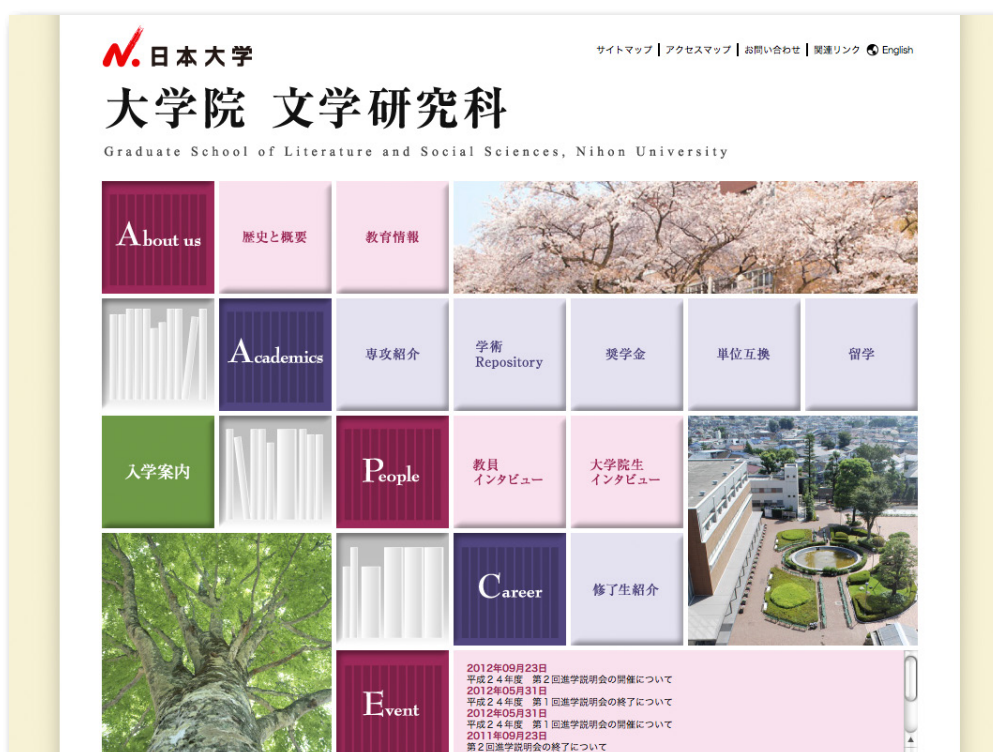 日本大学
サイトマップ | アクセスマップ | お問い合わせ | 関連リンク English
大学院 文学研究科
Graduate School of Literature and Social Sciences, Nihon University
About us
歴史と概要
教育情報
Academics
専攻紹介
学術
Repository
奨学金
単位互換
留学
入学案内
People
教員
インタビュー
大学院生
インタビュー
Career
修了生紹介
Event
2012年09月23日
平成24年度 第2回進学説明会の開催について
2012年05月31日
平成24年度 第1回進学説明会の終了について
2012年05月31日
平成24年度 第1回進学説明会の開催について
2011年09月23日
第2回進学説明会の終了について